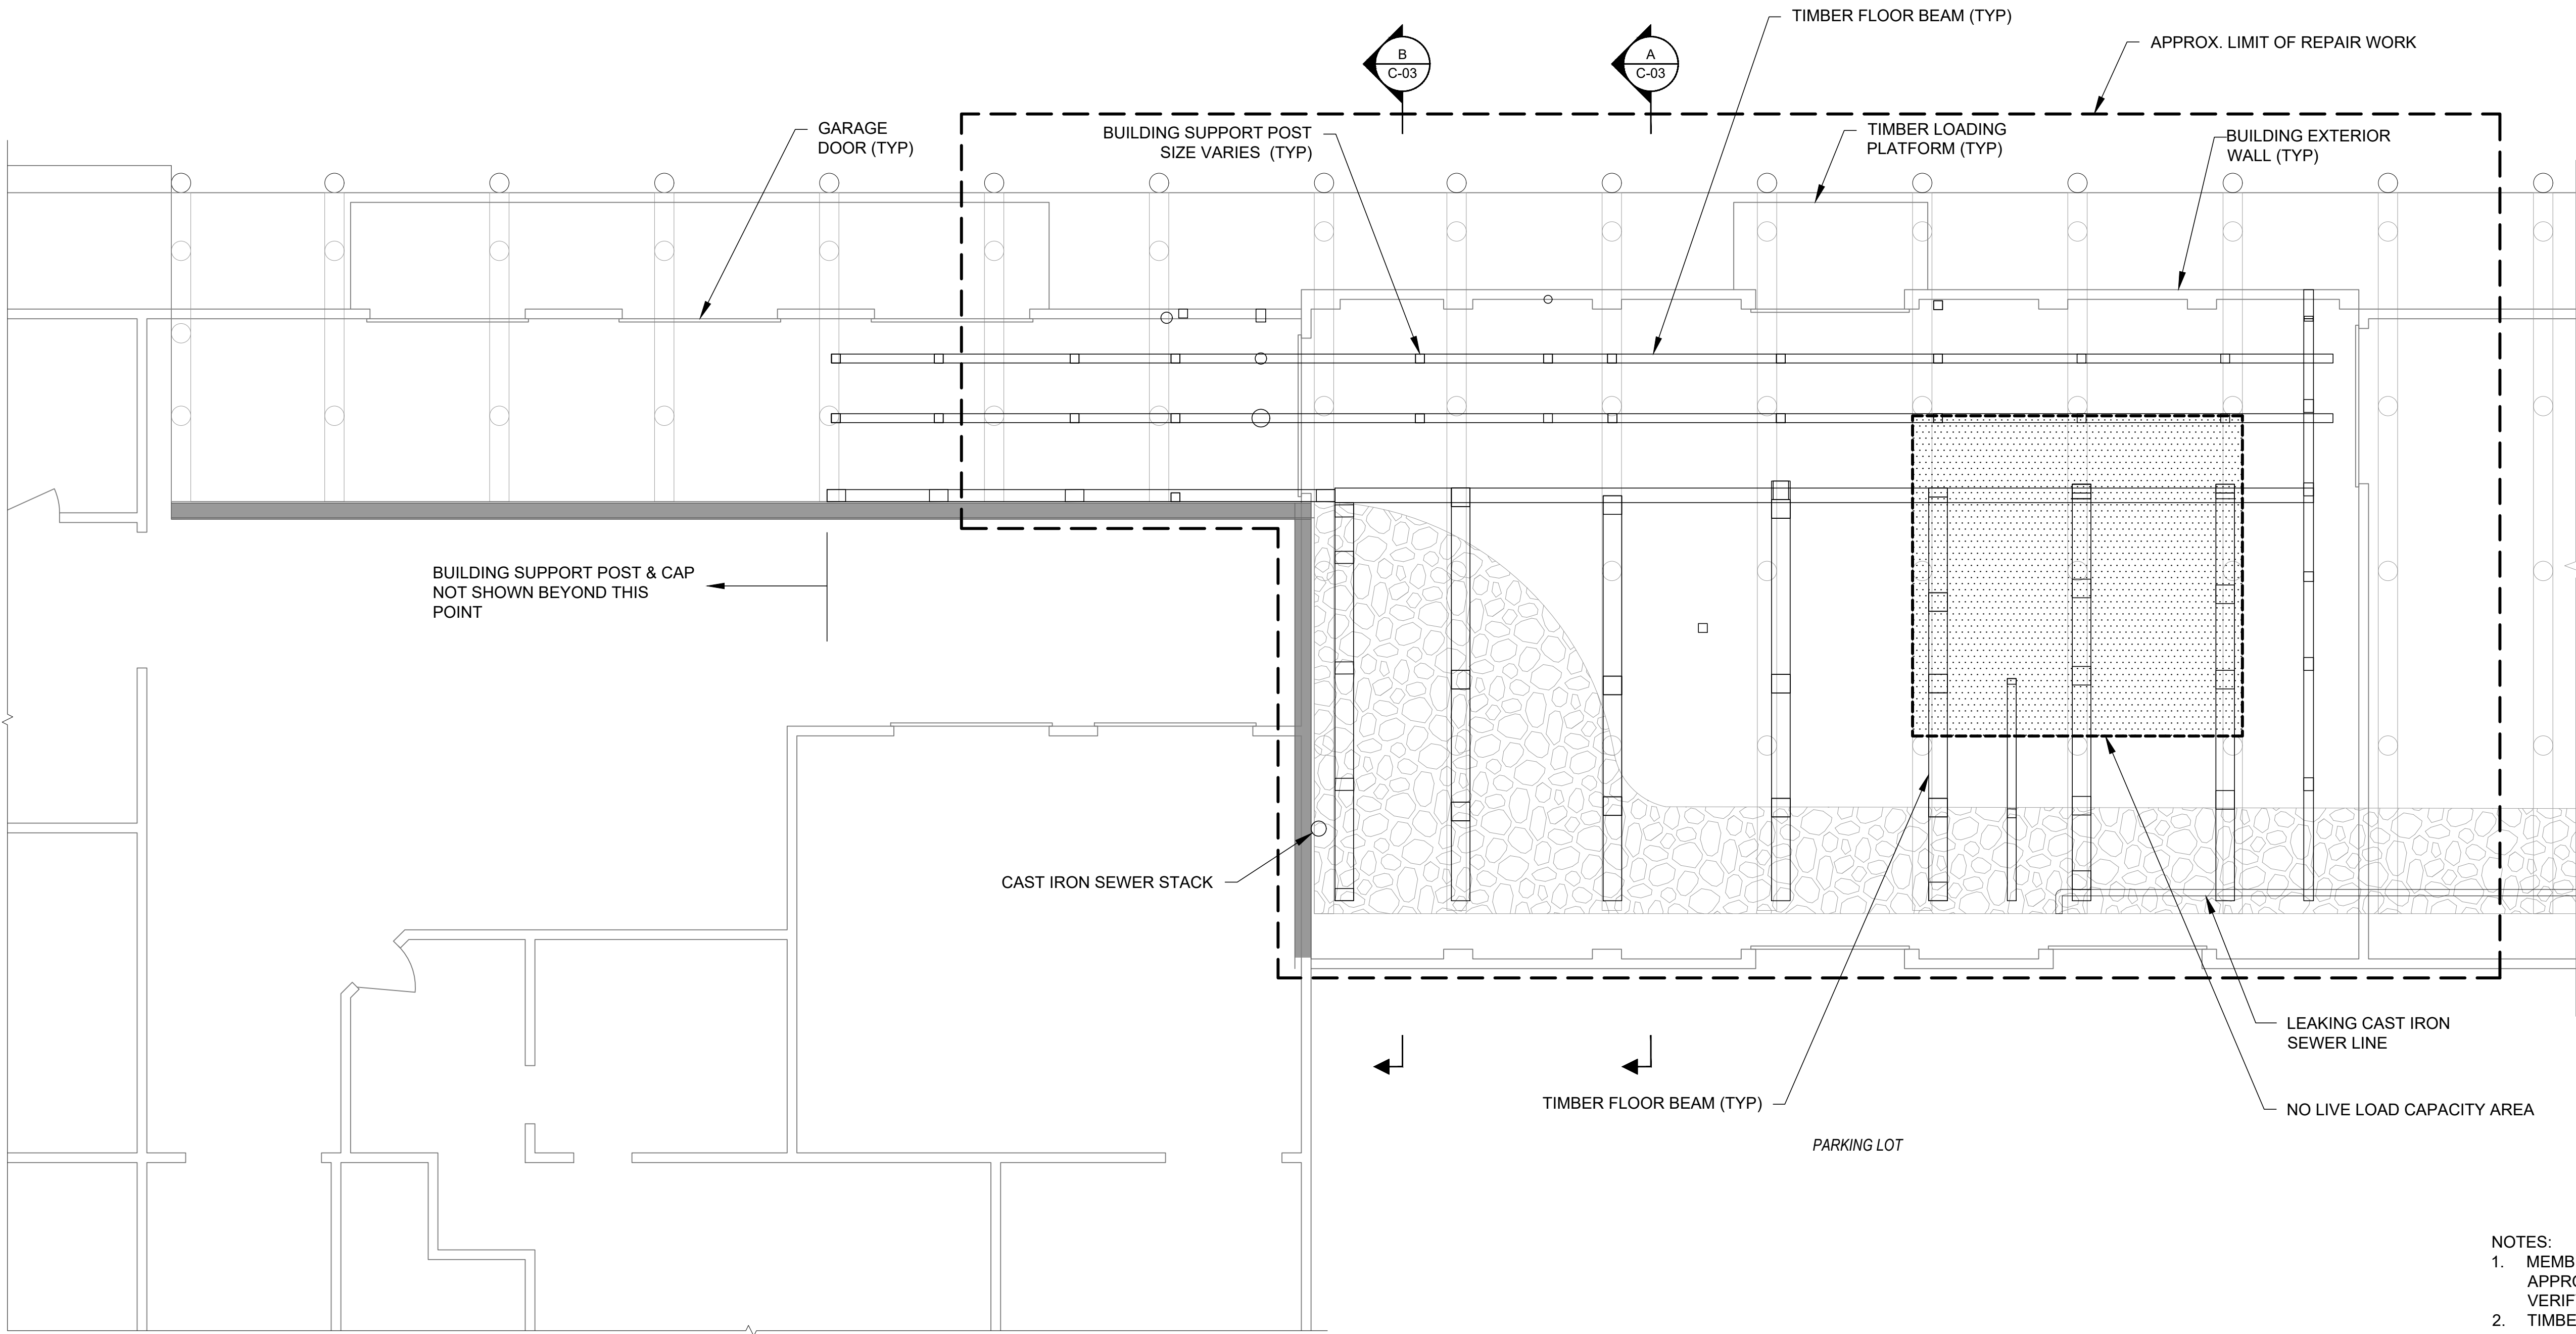 TIMBER FLOOR BEAM (TYP)
APPROX. LIMIT OF REPAIR WORK
B
C-03
A
C-03
GARAGE
DOOR (TYP)
BUILDING SUPPORT POST
SIZE VARIES (TYP)
TIMBER LOADING
PLATFORM (TYP)
BUILDING EXTERIOR
WALL (TYP)
BUILDING SUPPORT POST & CAP
NOT SHOWN BEYOND THIS
POINT
CAST IRON SEWER STACK
LEAKING CAST IRON
SEWER LINE
TIMBER FLOOR BEAM (TYP)
NO LIVE LOAD CAPACITY AREA
PARKING LOT
NOTES:
1. MEMB
APPRO
VERIF
2. TIMBE